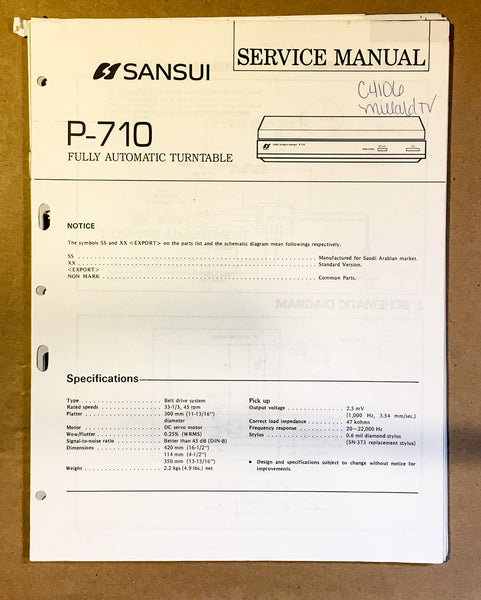 SERVICE MANUAL
SANSUI
C4106
Millard TV
P-710
FULLY AUTOMATIC TURNTABLE
NOTICE
The symbols SS and XX <EXPORT> on the parts list and the schematic diagram mean followings respectively.
SS . . . . . . . . . . Manufactured for Saudi Arabian market.
XX . . . . . . . . . . Standard Version.
<EXPORT>
NON MARK . . . . . . . . . . Common Parts.
2. SCHEMATIC DIAGRAM
Specifications
Type . . . . . . . . . . Belt drive system
Rated speeds . . . . . . . . . . 33-1/3, 45 rpm
Platter . . . . . . . . . . 300 mm (11-13/16")
diameter
Motor . . . . . . . . . . DC servo motor
Wow/flutter . . . . . . . . . . 0.25% (WRMS)
Signal-to-noise ratio . . . . . . . . . . Better than 45 dB (DIN-B)
Dimensions . . . . . . . . . . 420 mm (16-1/2")
114 mm (4-1/2")
350 mm (13-13/16")
Weight . . . . . . . . . . 2.2 kgs (4.9 lbs.) net
Pick up
Output voltage . . . . . . . . . . 2.5 mV
(1,000 Hz, 3.54 mm/sec.)
Correct load impedance . . . . . . . . . . 47 kohms
Frequency response . . . . . . . . . . 20–22,000 Hz
Stylus . . . . . . . . . . 0.6 mil diamond stylus
(SN-373 replacement stylus)
● Design and specifications subject to change without notice for
improvements.